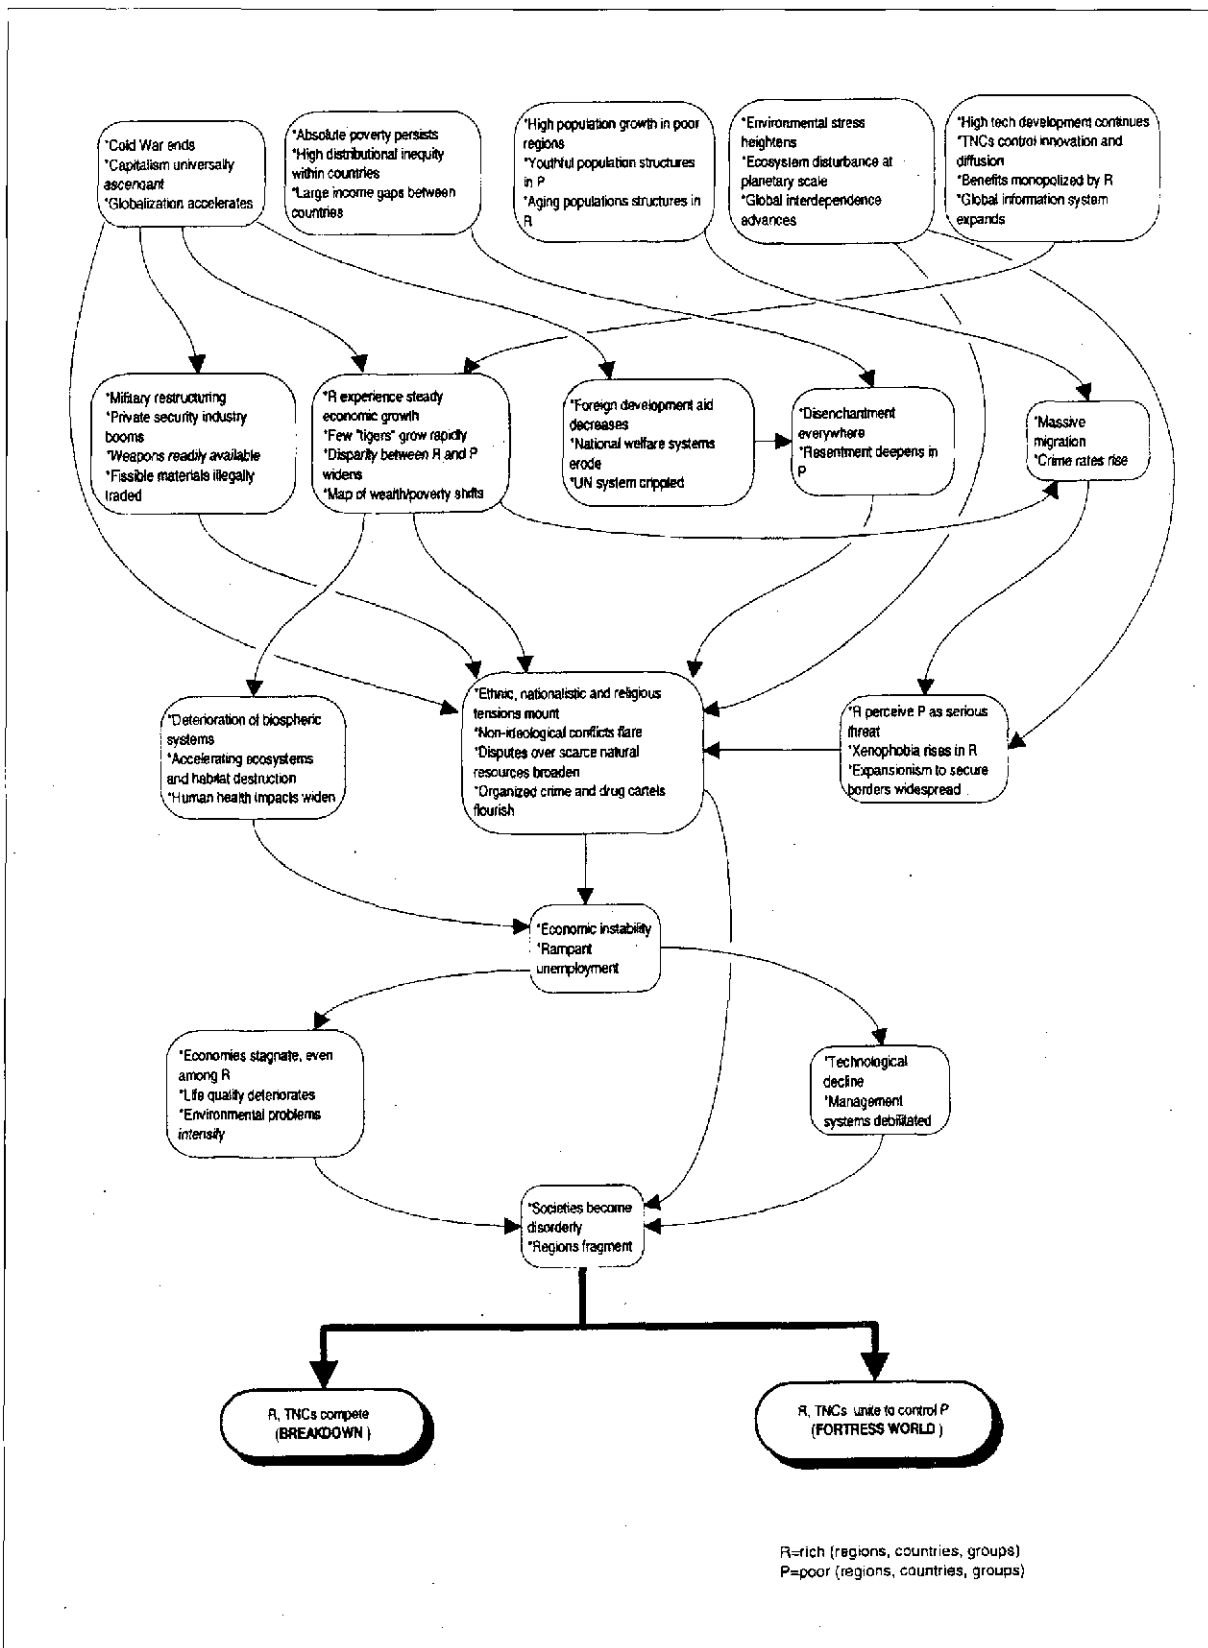 *Cold War ends
*Capitalism universally
ascendant
*Globalization accelerates
*Absolute poverty persists
*High distributional inequity
within countries
*Large income gaps between
countries
*High population growth in poor
regions
*Youthful population structures
in P
*Aging populations structures in
R
*Environmental stress
heightens
*Ecosystem disturbance at
planetary scale
*Global interdependence
advances
*High tech development continues
*TNCs control innovation and
diffusion
*Benefits monopolized by R
*Global information system
expands
*Military restructuring
*Private security industry
booms
*Weapons readily available
*Fissible materials illegally
traded
*R experience steady
economic growth
*Few "tigers" grow rapidly
*Disparity between R and P
widens
*Map of wealth/poverty shifts
*Foreign development aid
decreases
*National welfare systems
erode
*UN system crippled
*Disenchantment
everywhere
*Resentment deepens in
P
*Massive
migration
*Crime rates rise
*Deterioration of biospheric
systems
*Accelerating ecosystems
and habitat destruction
*Human health impacts widen
*Ethnic, nationalistic and religious
tensions mount
*Non-ideological conflicts flare
*Disputes over scarce natural
resources broaden
*Organized crime and drug cartels
flourish
*R perceive P as serious
threat
*Xenophobia rises in R
*Expansionism to secure
borders widespread
*Economic instability
*Rampant
unemployment
*Economies stagnate, even
among R
*Life quality deteriorates
*Environmental problems
intensify
*Technological
decline
*Management
systems debilitated
*Societies become
disorderly
*Regions fragment
R, TNCs compete
(BREAKDOWN )
R, TNCs unite to control P
(FORTRESS WORLD )
R=rich (regions, countries, groups)
P=poor (regions, countries, groups)